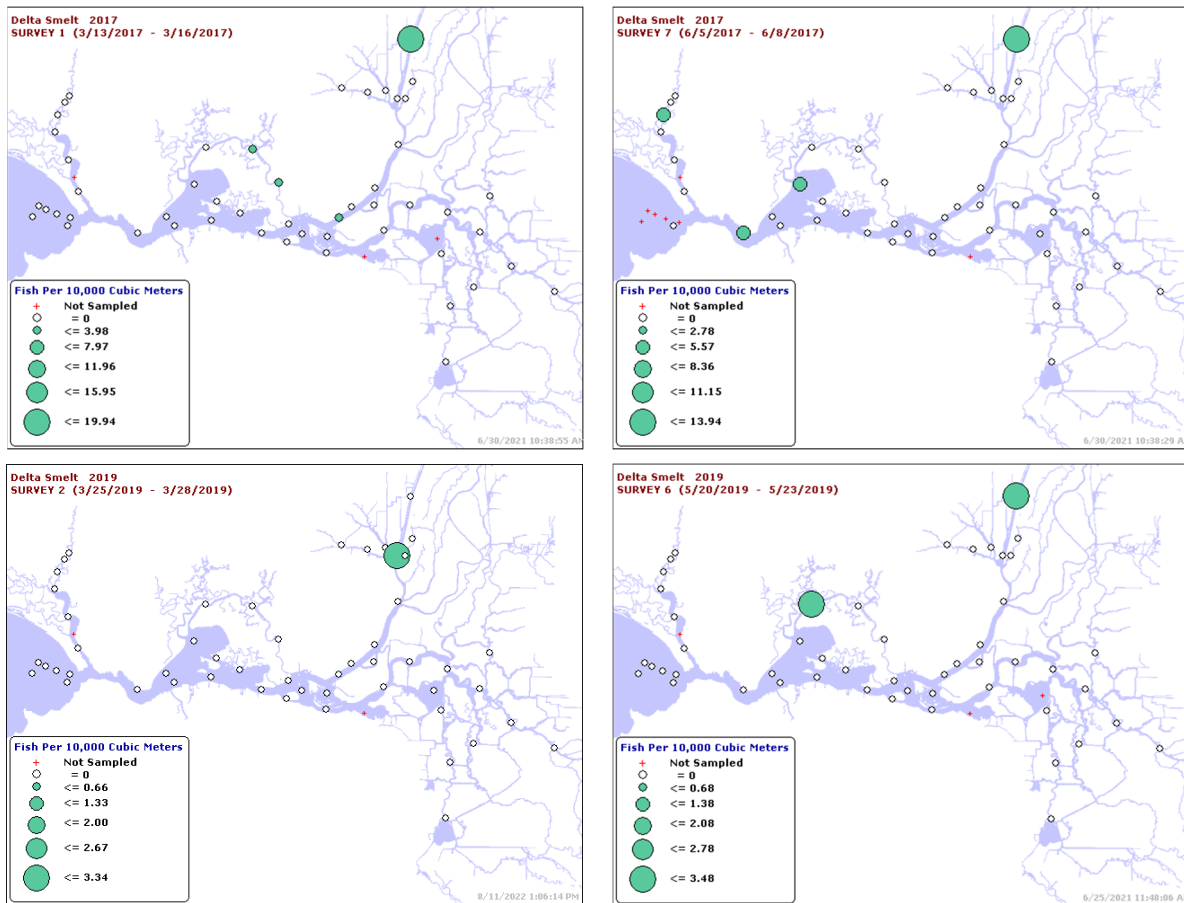 Delta Smelt 2017
SURVEY 1 (3/13/2017 - 3/16/2017)
Fish Per 10,000 Cubic Meters
Not Sampled
= 0
<= 3.98
<= 7.97
<= 11.96
<= 15.95
<= 19.94
6/30/2021 10:38:55
Delta Smelt 2017
SURVEY 7 (6/5/2017 - 6/8/2017)
Fish Per 10,000 Cubic Meters
Not Sampled
= 0
<= 2.78
<= 5.57
<= 8.36
<= 11.15
<= 13.94
6/30/2021 10:38:29
Delta Smelt 2019
SURVEY 2 (3/25/2019 - 3/28/2019)
Fish Per 10,000 Cubic Meters
Not Sampled
= 0
<= 0.66
<= 1.33
<= 2.00
<= 2.67
<= 3.34
8/11/2022 1:06:14 PM
Delta Smelt 2019
SURVEY 6 (5/20/2019 - 5/23/2019)
Fish Per 10,000 Cubic Meters
Not Sampled
= 0
<= 0.68
<= 1.38
<= 2.08
<= 2.78
<= 3.48
6/25/2021 11:48:06